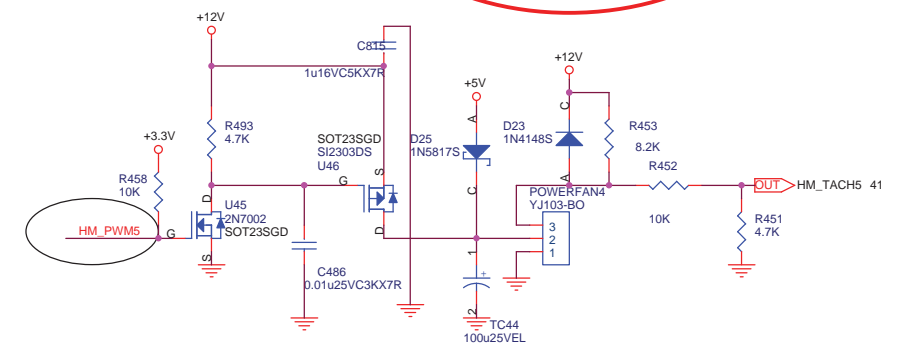 +12V
C815
1u16VC5KX7R
+12V
+5V
R493
4.7K
+3.3V
SOT23SGD
SI2303DS
U46
D25
1N5817S
D23
1N4148S
R453
8.2K
R458
10K
R452
10K
OUT
HM_TACH5 41
POWERFAN4
YJ103-BO
U45
2N7002
SOT23SGD
HM_PWM5
G
D
S
G
S
D
A
C
C
A
3
2
1
R451
4.7K
C486
0.01u25VC3KX7R
1
+
2
TC44
100u25VEL